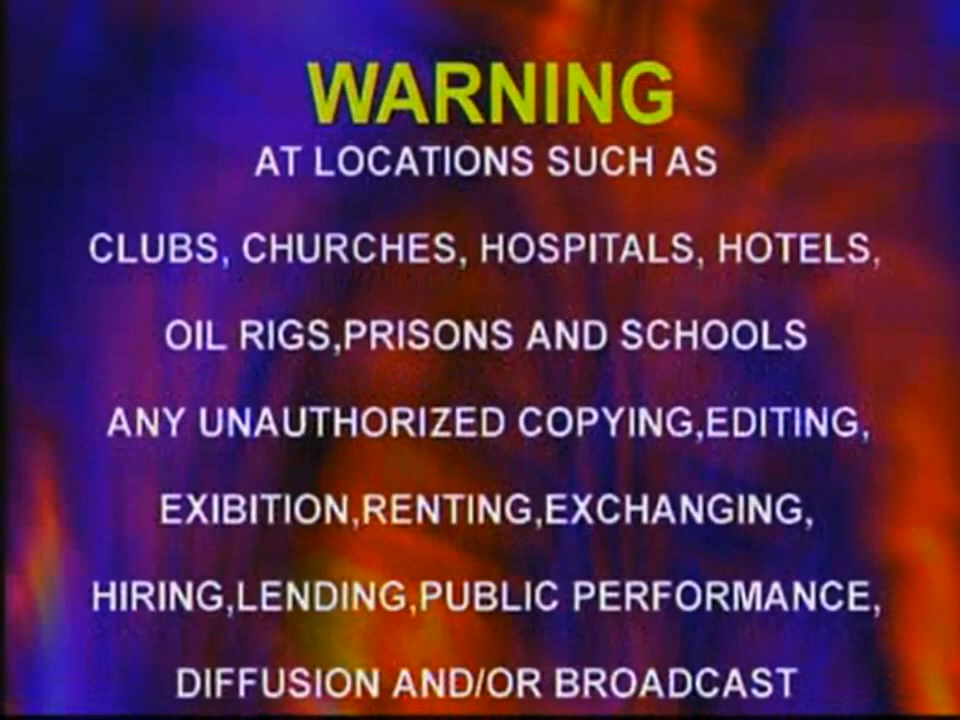 WARNING
AT LOCATIONS SUCH AS
CLUBS, CHURCHES, HOSPITALS, HOTELS,
OIL RIGS,PRISONS AND SCHOOLS
ANY UNAUTHORIZED COPYING,EDITING,
EXIBITION,RENTING,EXCHANGING,
HIRING,LENDING,PUBLIC PERFORMANCE,
DIFFUSION AND/OR BROADCAST